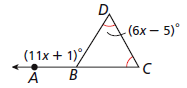 D
(6x − 5)°
(11x + 1)°
A
B
C